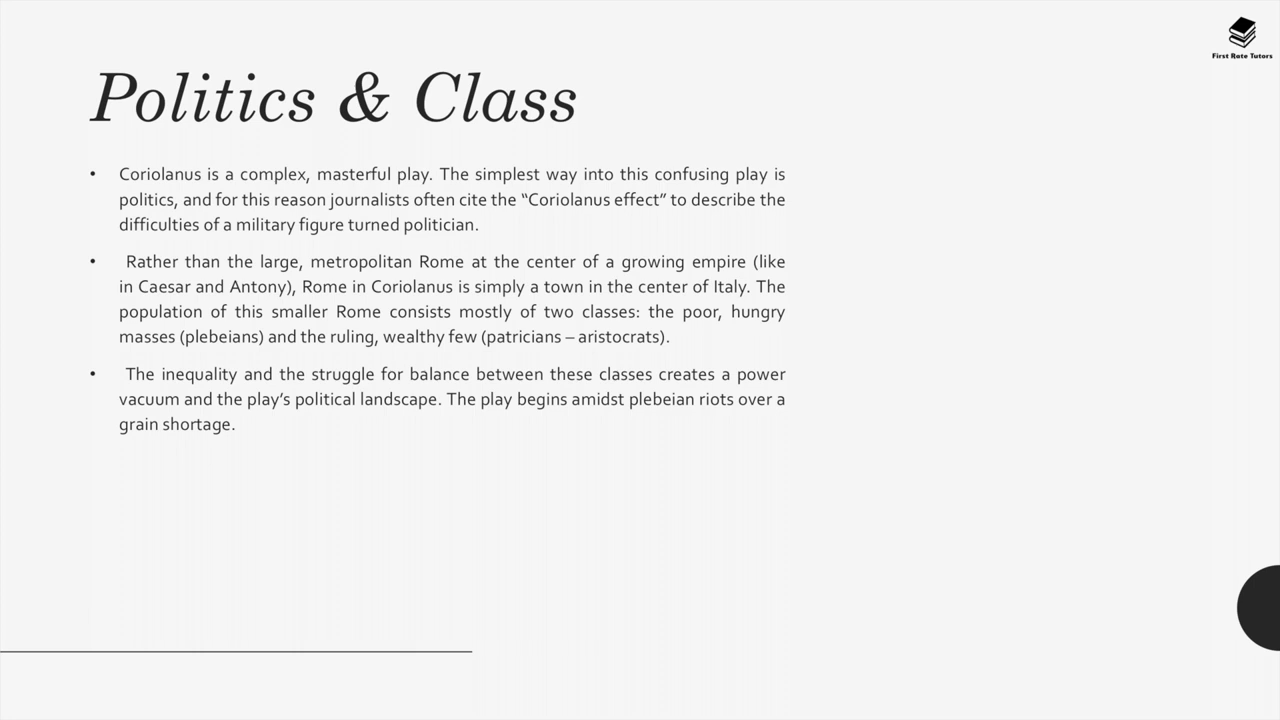 First Rate Tutors
Politics & Class
• Coriolanus is a complex, masterful play. The simplest way into this confusing play is
politics, and for this reason journalists often cite the “Coriolanus effect” to describe the
difficulties of a military figure turned politician.
• Rather than the large, metropolitan Rome at the center of a growing empire (like
in Caesar and Antony), Rome in Coriolanus is simply a town in the center of Italy. The
population of this smaller Rome consists mostly of two classes: the poor, hungry
masses (plebeians) and the ruling, wealthy few (patricians – aristocrats).
• The inequality and the struggle for balance between these classes creates a power
vacuum and the play’s political landscape. The play begins amidst plebeian riots over a
grain shortage.